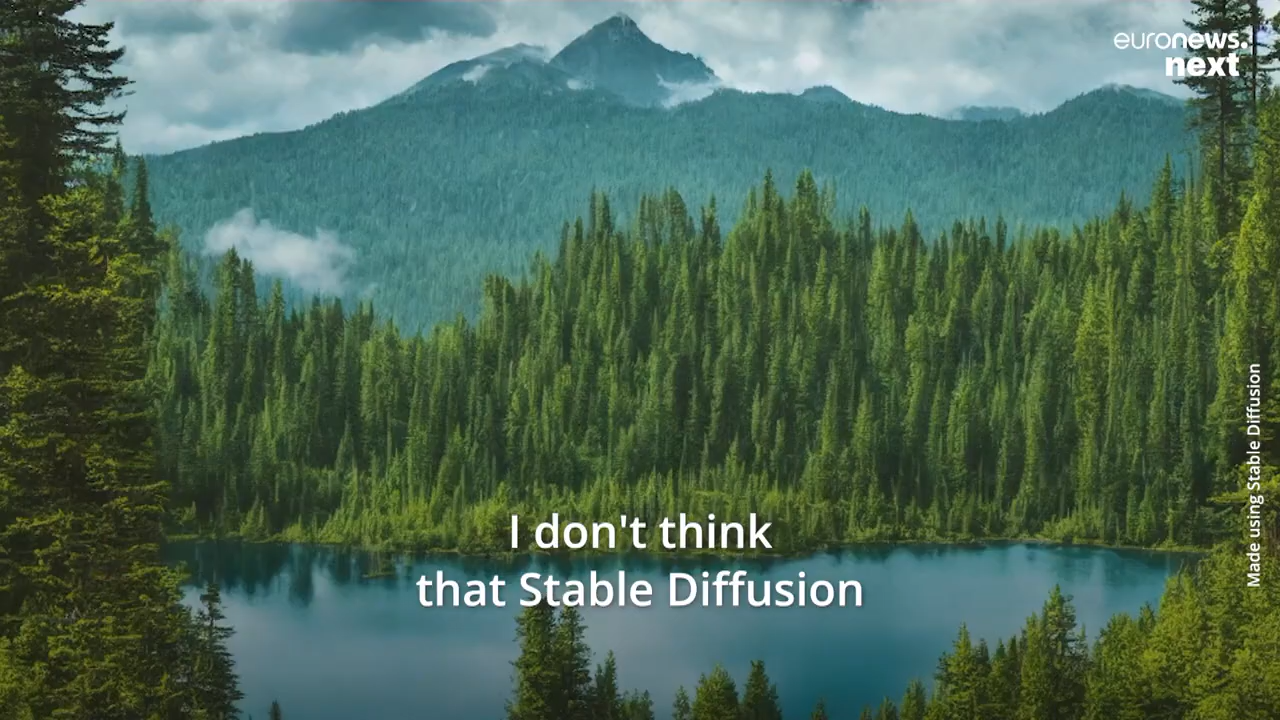 euronews.
next
I don't think
that Stable Diffusion
Made using Stable Diffusion